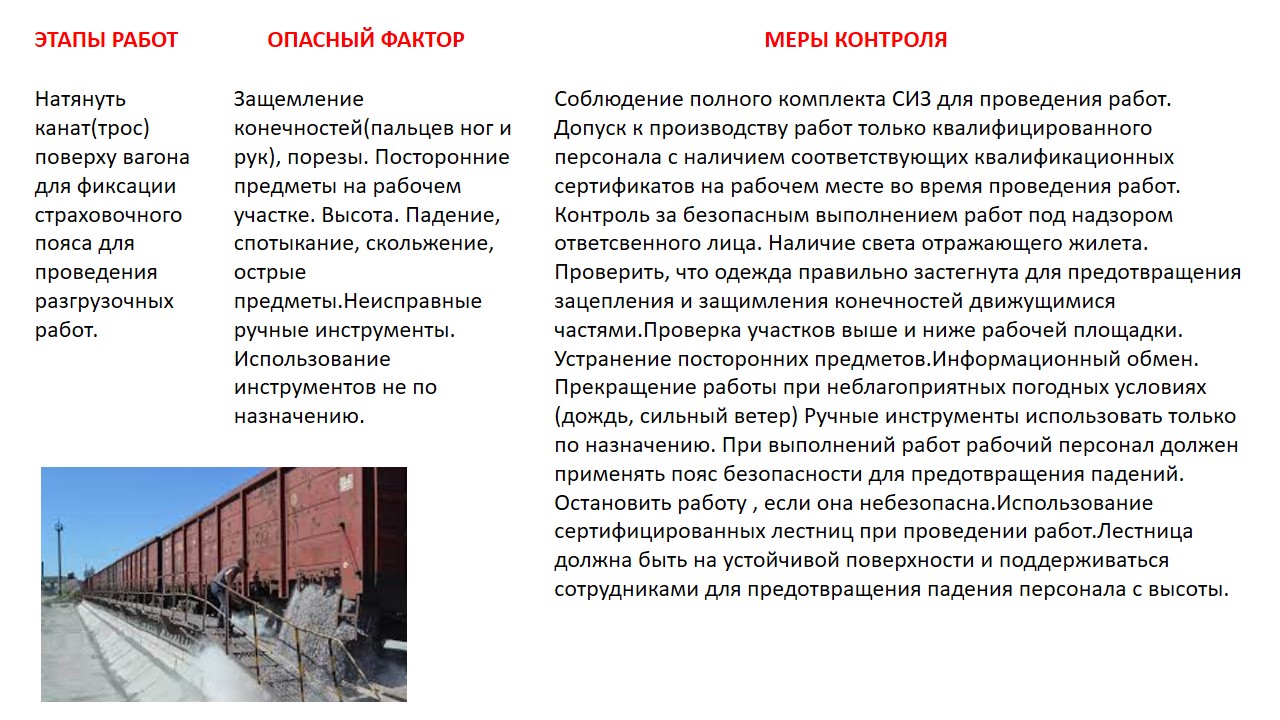 ЭТАПЫ РАБОТ
ОПАСНЫЙ ФАКТОР
МЕРЫ КОНТРОЛЯ
Натянуть
канат(трос)
поверху вагона
для фиксации
страховочного
пояса для
проведения
разгрузочных
работ.
Защемление
конечностей(пальцев ног и
рук), порезы. Посторонние
предметы на рабочем
участке. Высота. Падение,
спотыкание, скольжение,
острые
предметы.Неисправные
ручные инструменты.
Использование
инструментов не по
назначению.
Соблюдение полного комплекта СИЗ для проведения работ.
Допуск к производству работ только квалифицированного
персонала с наличием соответствующих квалификационных
сертификатов на рабочем месте во время проведения работ.
Контроль за безопасным выполнением работ под надзором
ответсвенного лица. Наличие света отражающего жилета.
Проверить, что одежда правильно застегнута для предотвращения
зацепления и защимления конечностей движущимися
частями.Проверка участков выше и ниже рабочей площадки.
Устранение посторонних предметов.Информационный обмен.
Прекращение работы при неблагоприятных погодных условиях
(дождь, сильный ветер) Ручные инструменты использовать только
по назначению. При выполнений работ рабочий персонал должен
применять пояс безопасности для предотвращения падений.
Остановить работу , если она небезопасна.Использование
сертифицированных лестниц при проведении работ.Лестница
должна быть на устойчивой поверхности и поддерживаться
сотрудниками для предотвращения падения персонала с высоты.